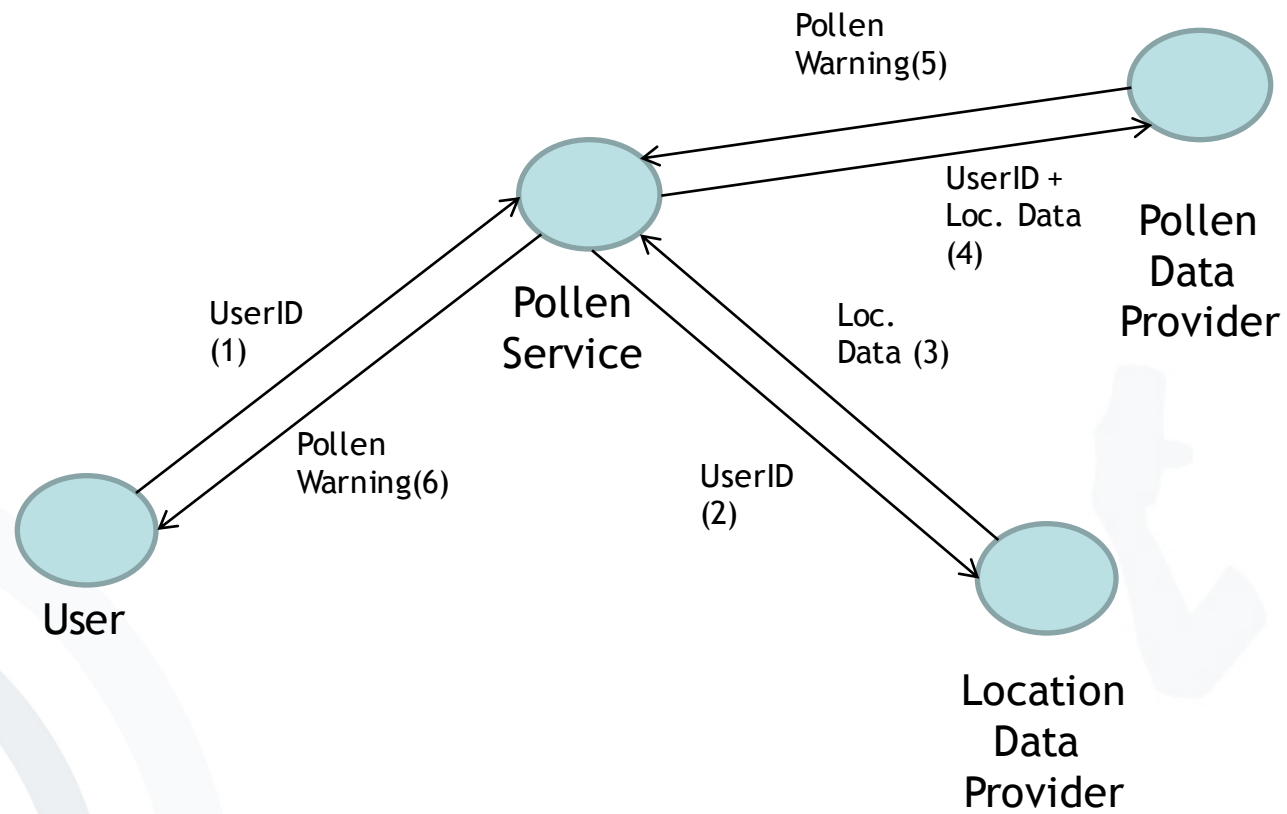 Pollen
Warning(5)
UserID +
Loc. Data
(4)
Pollen
Data
Provider
UserID
(1)
Pollen
Service
Loc.
Data (3)
Pollen
Warning(6)
UserID
(2)
User
Location
Data
Provider